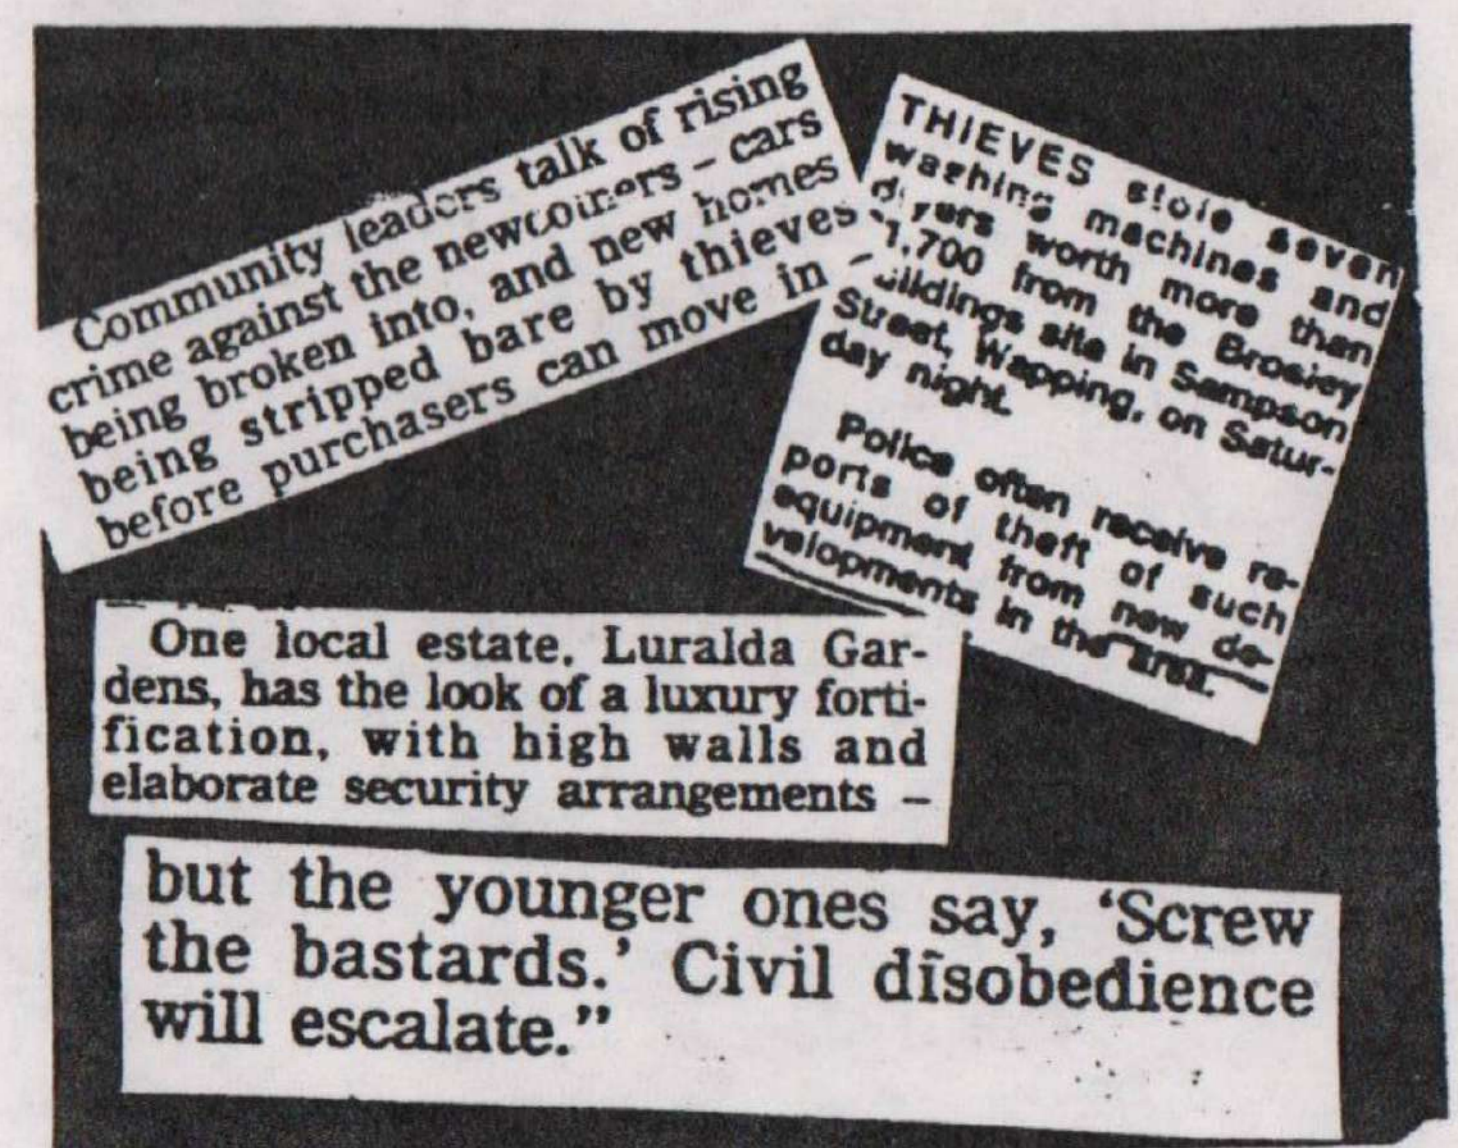 Community leaders talk of rising
crime against the newcomers – cars
being broken into, and new homes
being stripped bare by thieves
before purchasers can move in –
THIEVES stole seven
washing machines and
dryers worth more than
1,700 from the Brosley
uildings site in Sampson
Street, Wapping, on Satur-
day night.
Police often receive re-
ports of theft of such
equipment from new de-
velopments in the area.
One local estate, Luralda Gar-
dens, has the look of a luxury forti-
fication, with high walls and
elaborate security arrangements –
but the younger ones say, ‘Screw
the bastards.’ Civil disobedience
will escalate.”